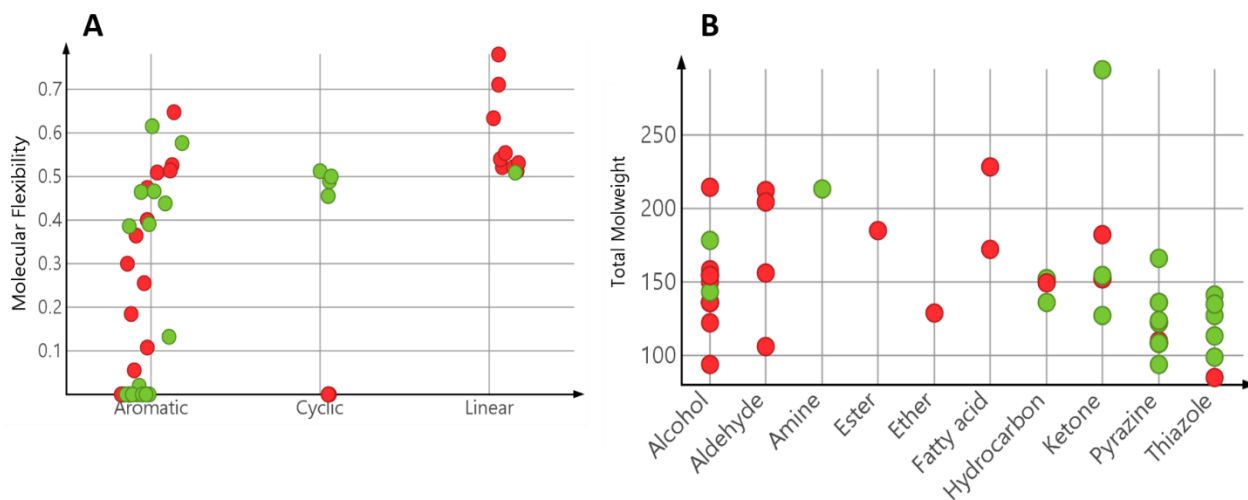 A
Molecular Flexibility
0.7
0.6
0.5
0.4
0.3
0.2
0.1
Aromatic
Cyclic
Linear
B
Total Molweight
250
200
150
100
Alcohol
Aldehyde
Amine
Ester
Ether
Fatty acid
Hydrocarbon
Ketone
Pyrazine
Thiazole